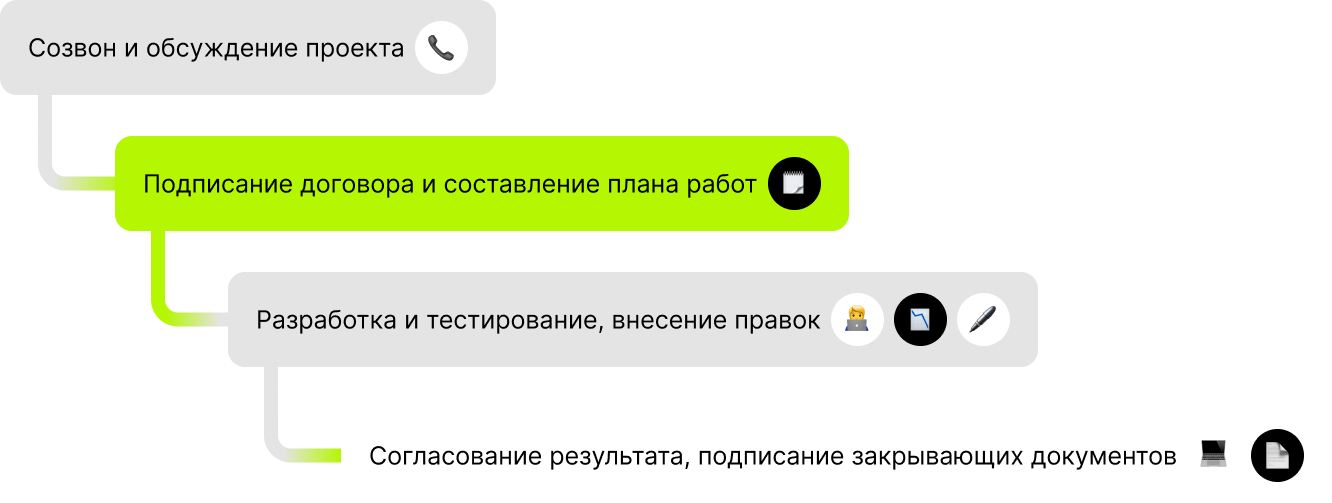 Созвон и обсуждение проекта
Подписание договора и составление плана работ
Разработка и тестирование, внесение правок
Согласование результата, подписание закрывающих документов